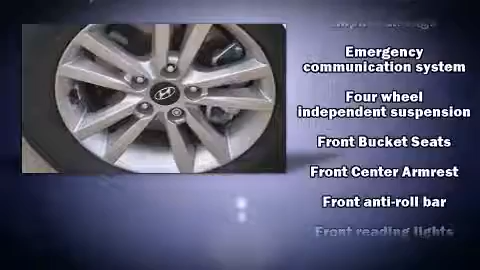 Emergency
communication system
Four wheel
independent suspension
Front Bucket Seats
Front Center Armrest
Front anti-roll bar
Front reading lights